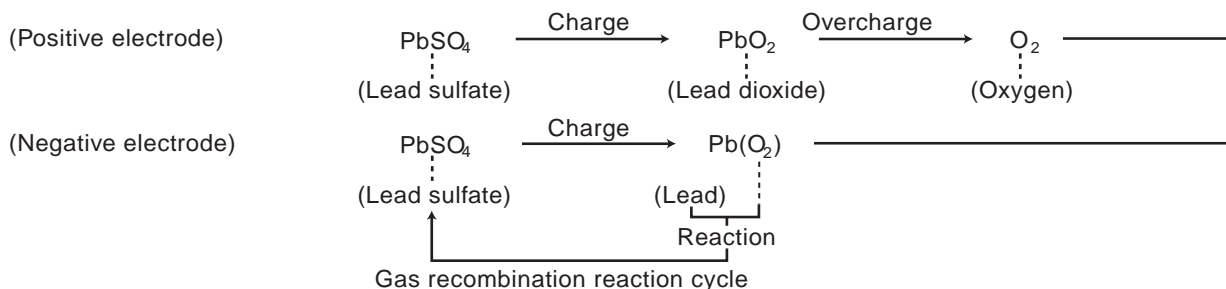 (Positive electrode) PbSO₄ Charge PbO₂ Overcharge O₂
(Lead sulfate) (Lead dioxide) (Oxygen)
(Negative electrode) PbSO₄ Charge Pb(O₂)
(Lead sulfate) (Lead)
Reaction
Gas recombination reaction cycle